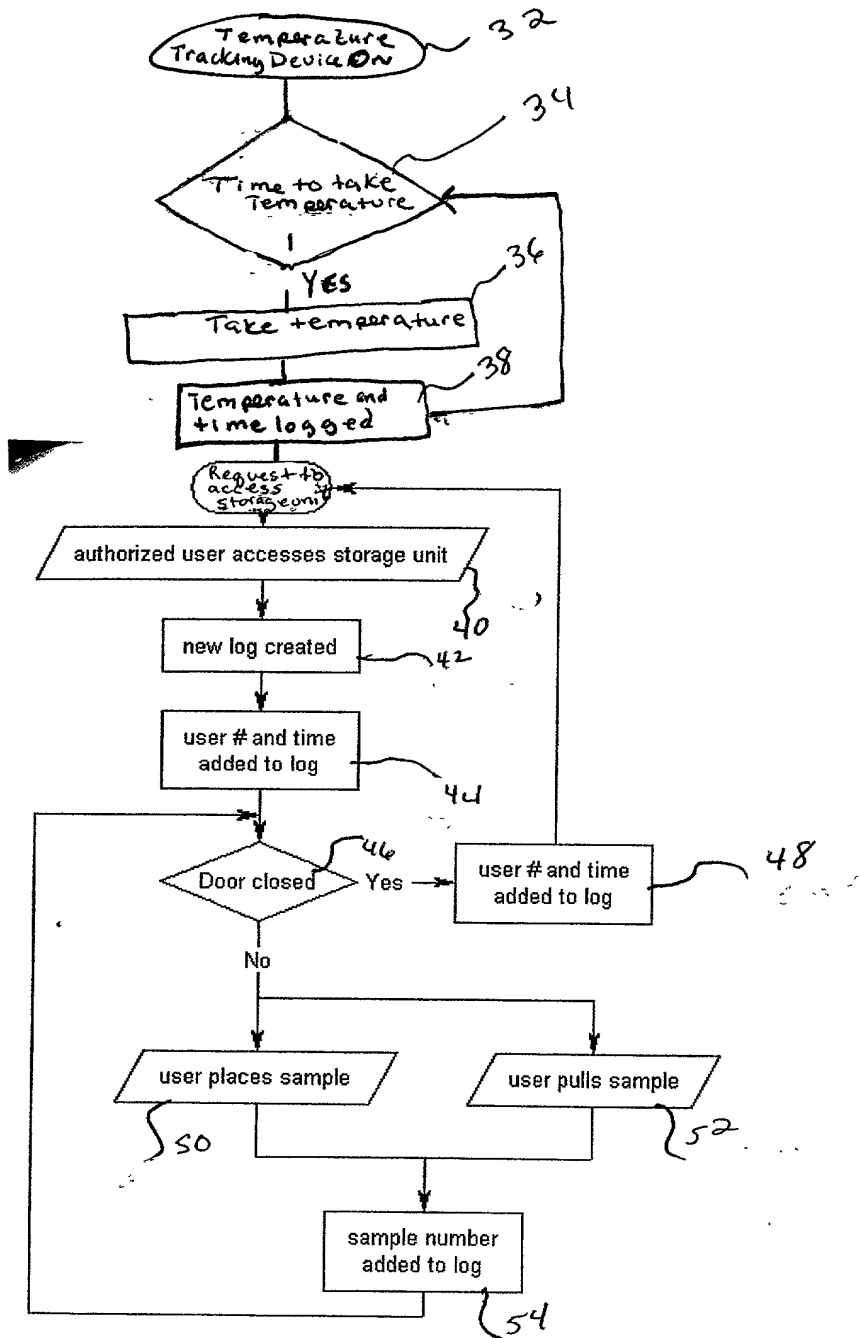 Temperature
Tracking Device On
32
34
Time to take
Temperature
YES
36
Take temperature
38
Temperature and
time logged
Request to
access
storage uni
authorized user accesses storage unit
40
new log created
42
user # and time
added to log
44
46
Door closed
Yes
user # and time
added to log
48
No
user places sample
50
user pulls sample
52
sample number
added to log
54